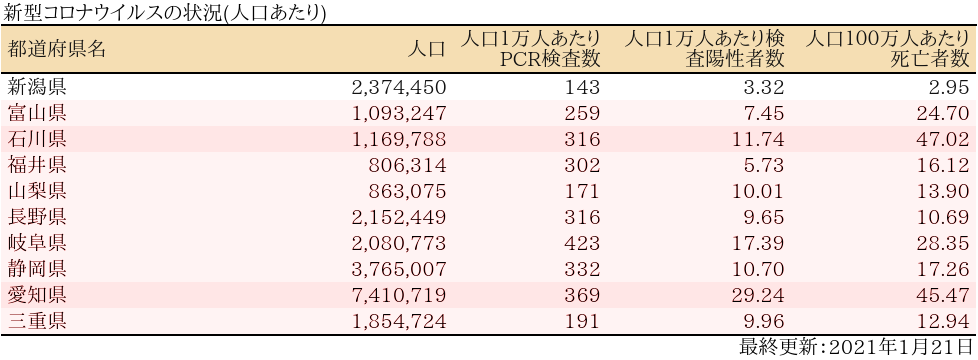 新型コロナウイルスの状況(人口あたり)
都道府県名 人口 人口1万人あたりPCR検査数 人口1万人あたり検査陽性者数 人口100万人あたり死亡者数
新潟県 2,374,450 143 3.32 2.95
富山県 1,093,247 259 7.45 24.70
石川県 1,169,788 316 11.74 47.02
福井県 806,314 302 5.73 16.12
山梨県 863,075 171 10.01 13.90
長野県 2,152,449 316 9.65 10.69
岐阜県 2,080,773 423 17.39 28.35
静岡県 3,765,007 332 10.70 17.26
愛知県 7,410,719 369 29.24 45.47
三重県 1,854,724 191 9.96 12.94
最終更新：2021年1月21日